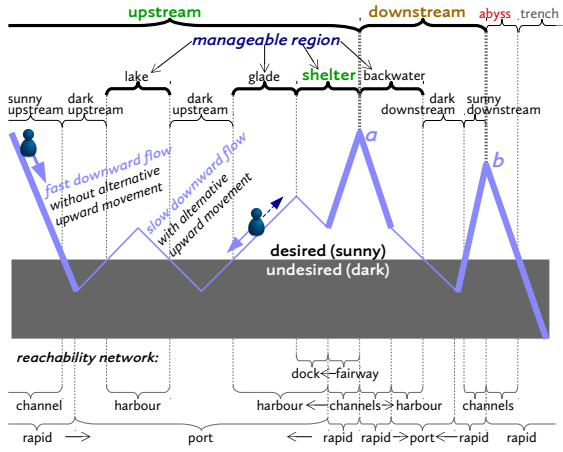 upstream
downstream
abyss
trench
manageable region
lake
glade
shelter
backwater
sunny
upstream
dark
upstream
dark
upstream
dark
downstream
sunny
downstream
fast downward flow
without alternative
upward movement
slow downward flow
with alternative
upward movement
a
b
desired (sunny)
undesired (dark)
reachability network:
dock
fairway
channel
harbour
harbour
channels
harbour
channels
rapid
port
rapid
rapid
port
rapid
rapid